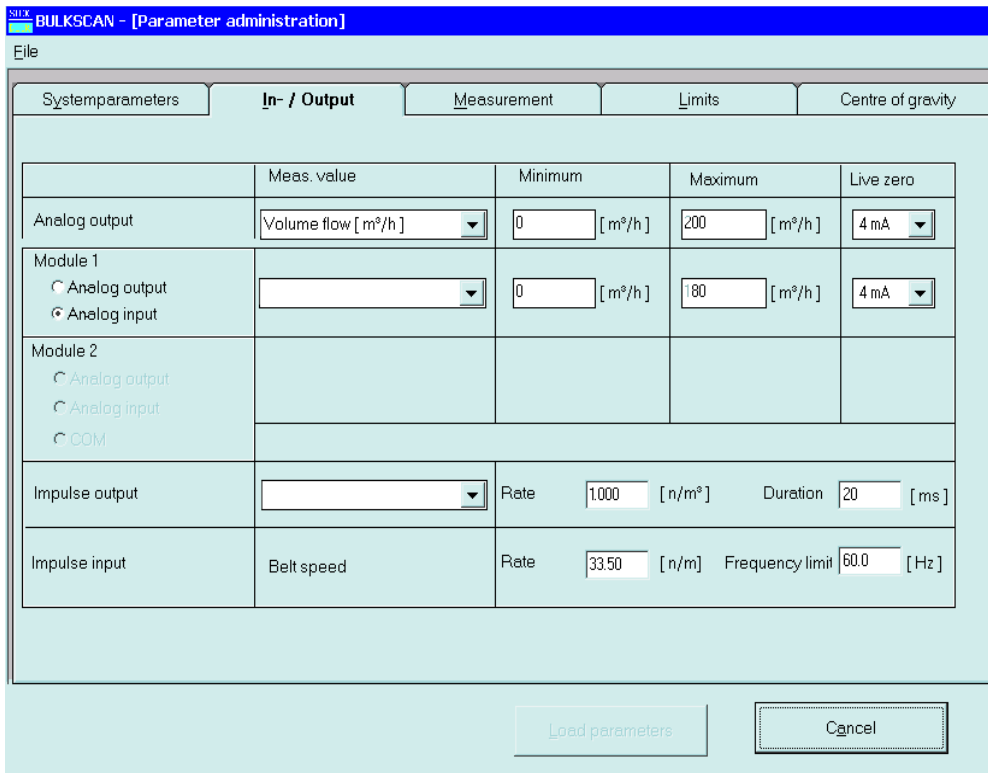 SICK
BULKSCAN - [Parameter administration]
File
Systemparameters In- / Output Measurement Limits Centre of gravity
Meas. value Minimum Maximum Live zero
Analog output Volume flow [ m³/h ] 0 [ m³/h ] 200 [ m³/h ] 4 mA
Module 1
Analog output
Analog input
0 [ m³/h ] 180 [ m³/h ] 4 mA
Module 2
Analog output
Analog input
COM
Impulse output Rate 1.000 [ n/m³ ] Duration 20 [ ms ]
Impulse input Belt speed Rate 33.50 [ n/m] Frequency limit 60.0 [ Hz ]
Load parameters Cancel